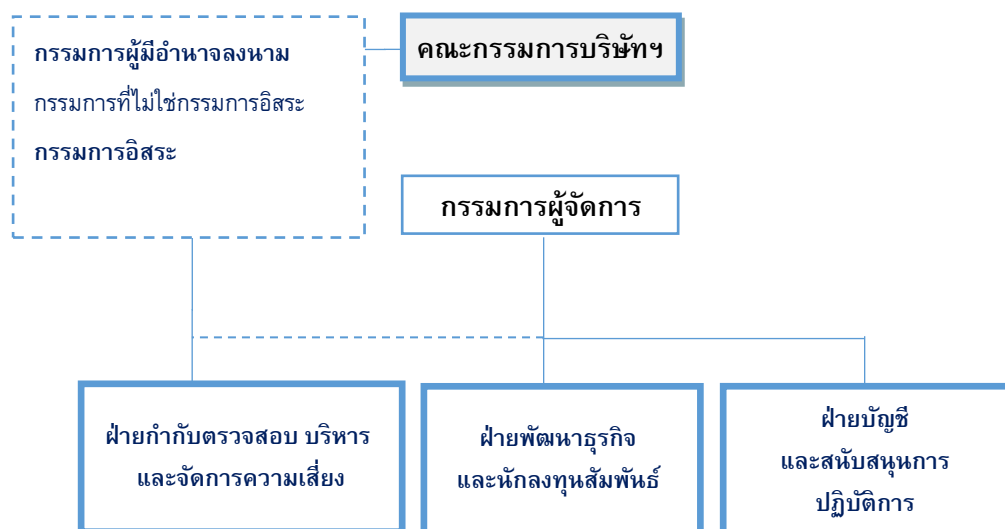 กรรมการผู้มีอำนาจลงนาม
กรรมการที่ไม่ใช่กรรมการอิสระ
กรรมการอิสระ
คณะกรรมการบริษัทฯ
กรรมการผู้จัดการ
ฝ่ายกำกับตรวจสอบ บริหาร
และจัดการความเสี่ยง
ฝ่ายพัฒนาธุรกิจ
และนักลงทุนสัมพันธ์
ฝ่ายบัญชี
และสนับสนุนการ
ปฏิบัติการ